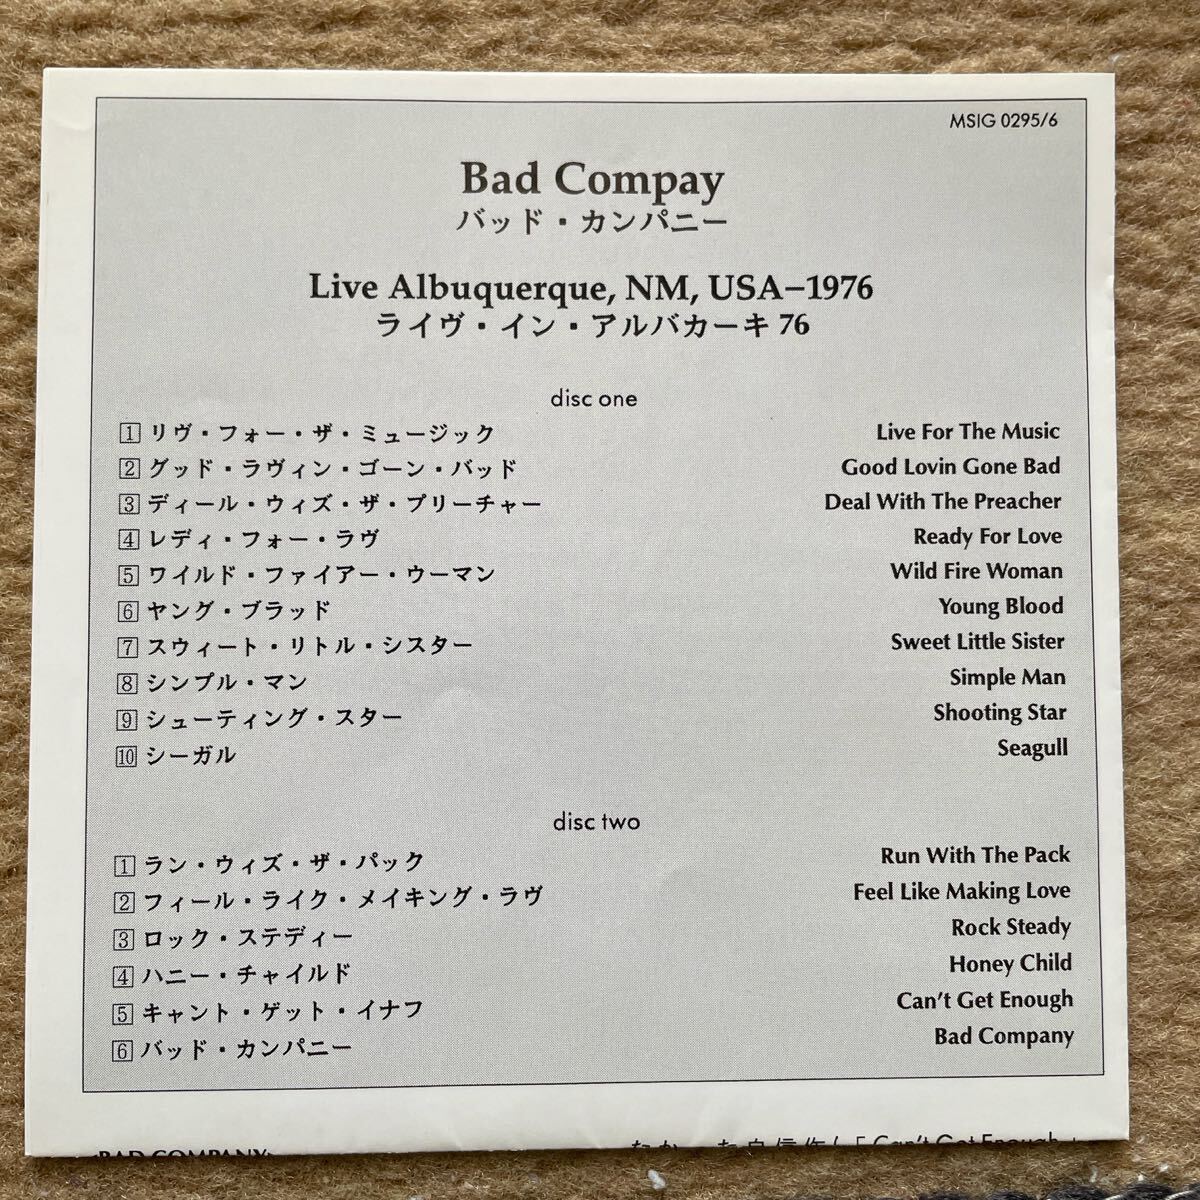 MSIG 0295/6
Bad Compay
バッド・カンパニー
Live Albuquerque, NM, USA–1976
ライヴ・イン・アルバカーキ 76
disc one
1 リヴ・フォー・ザ・ミュージック Live For The Music
2 グッド・ラヴィン・ゴーン・バッド Good Lovin Gone Bad
3 ディール・ウィズ・ザ・プリーチャー Deal With The Preacher
4 レディ・フォー・ラヴ Ready For Love
5 ワイルド・ファイアー・ウーマン Wild Fire Woman
6 ヤング・ブラッド Young Blood
7 スウィート・リトル・シスター Sweet Little Sister
8 シンプル・マン Simple Man
9 シューティング・スター Shooting Star
10 シーガル Seagull
disc two
1 ラン・ウィズ・ザ・パック Run With The Pack
2 フィール・ライク・メイキング・ラヴ Feel Like Making Love
3 ロック・ステディー Rock Steady
4 ハニー・チャイルド Honey Child
5 キャント・ゲット・イナフ Can't Get Enough
6 バッド・カンパニー Bad Company
BAD COMPANY
「Can't Get Enough